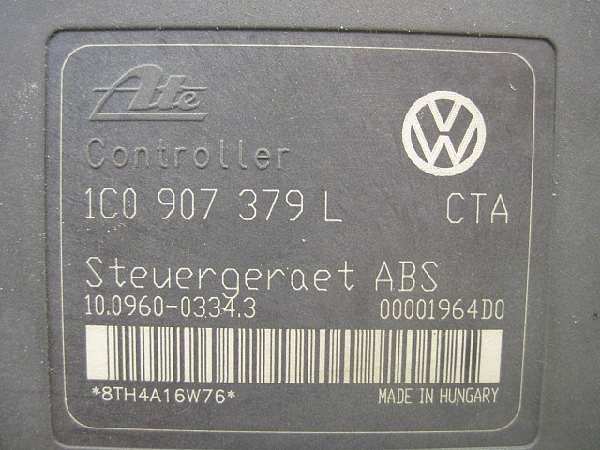 Ate
Controller
1C0 907 379 L CTA
Steuergeraet ABS
10.0960-0334.3 00001964D0
*8TH4A16W76* MADE IN HUNGARY